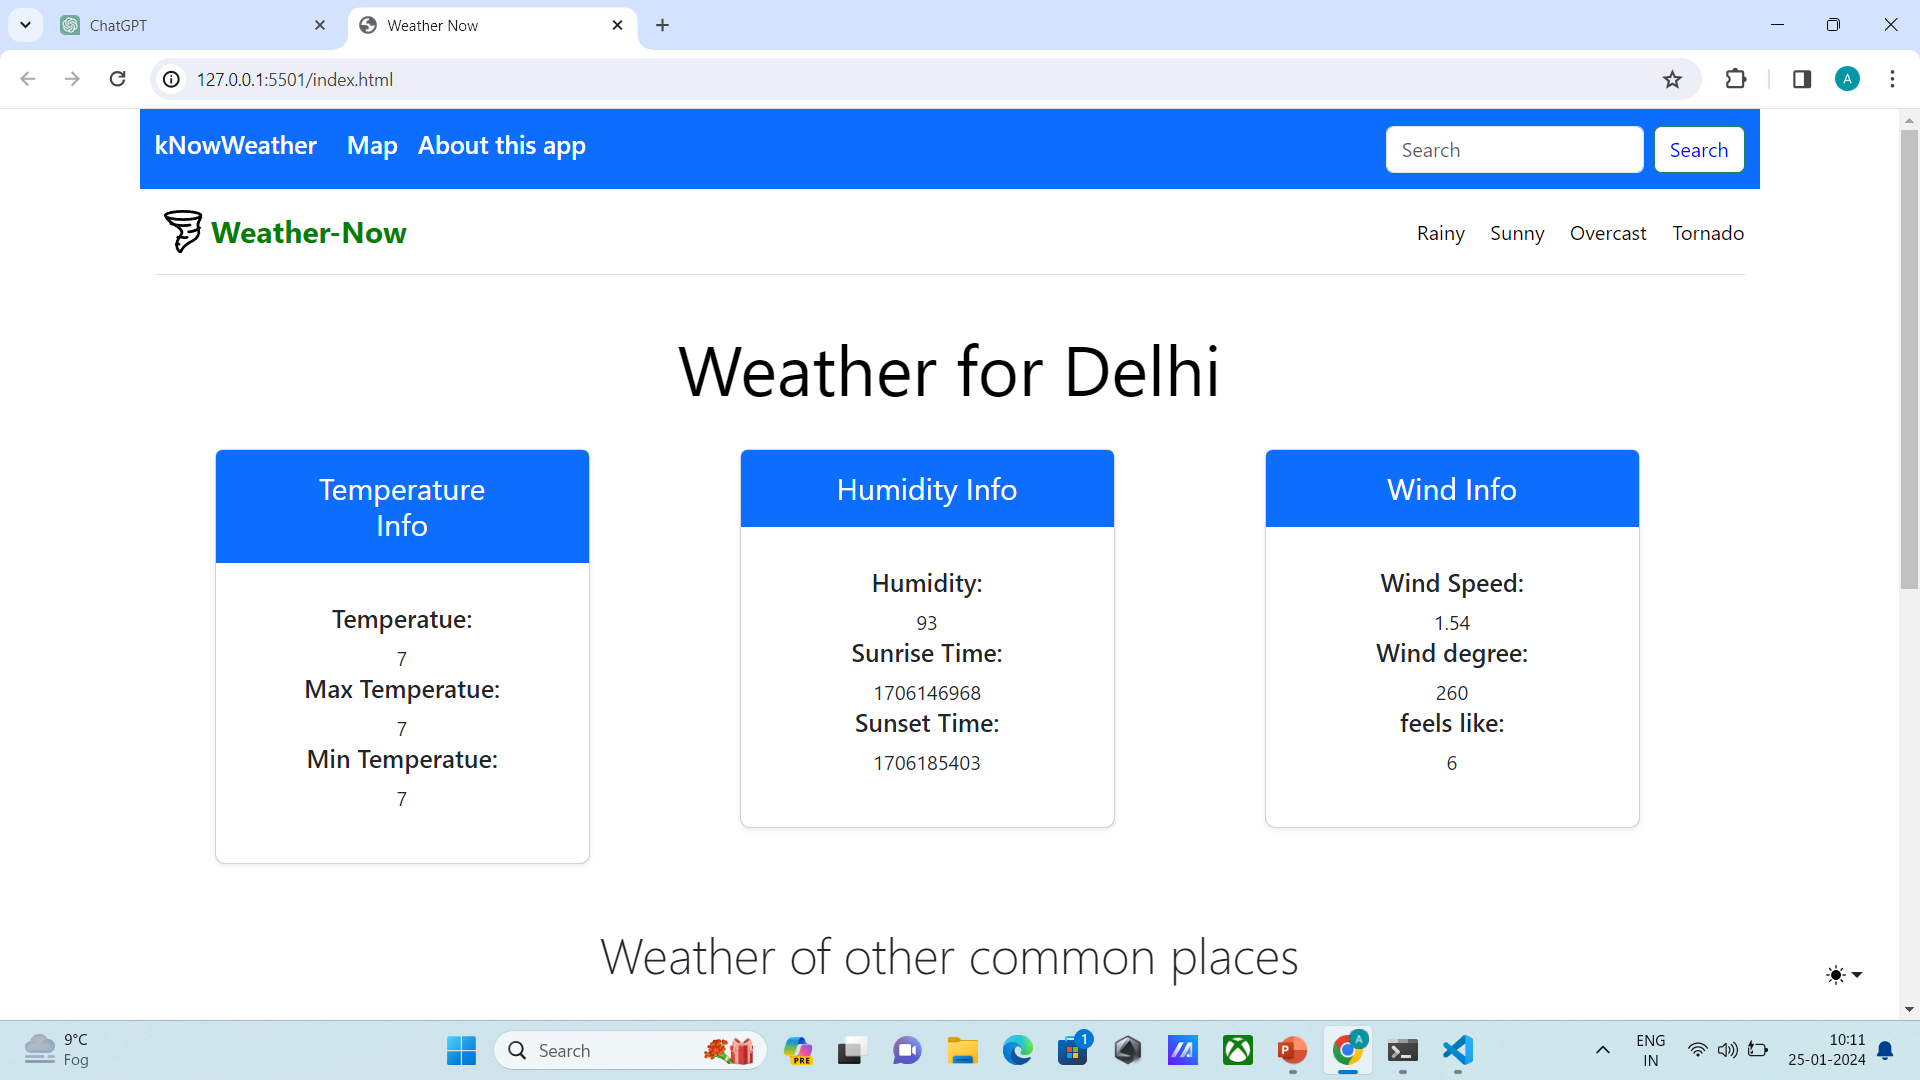 ChatGPT
Weather Now
127.0.0.1:5501/index.html
A
kNowWeather Map About this app
Search
Search
Weather-Now
Rainy Sunny Overcast Tornado
Weather for Delhi
Temperature
Info
Temperatue:
7
Max Temperatue:
7
Min Temperatue:
7
Humidity Info
Humidity:
93
Sunrise Time:
1706146968
Sunset Time:
1706185403
Wind Info
Wind Speed:
1.54
Wind degree:
260
feels like:
6
Weather of other common places
9°C
Fog
Search
PRE
1
P
A
ENG
IN
10:11
25-01-2024